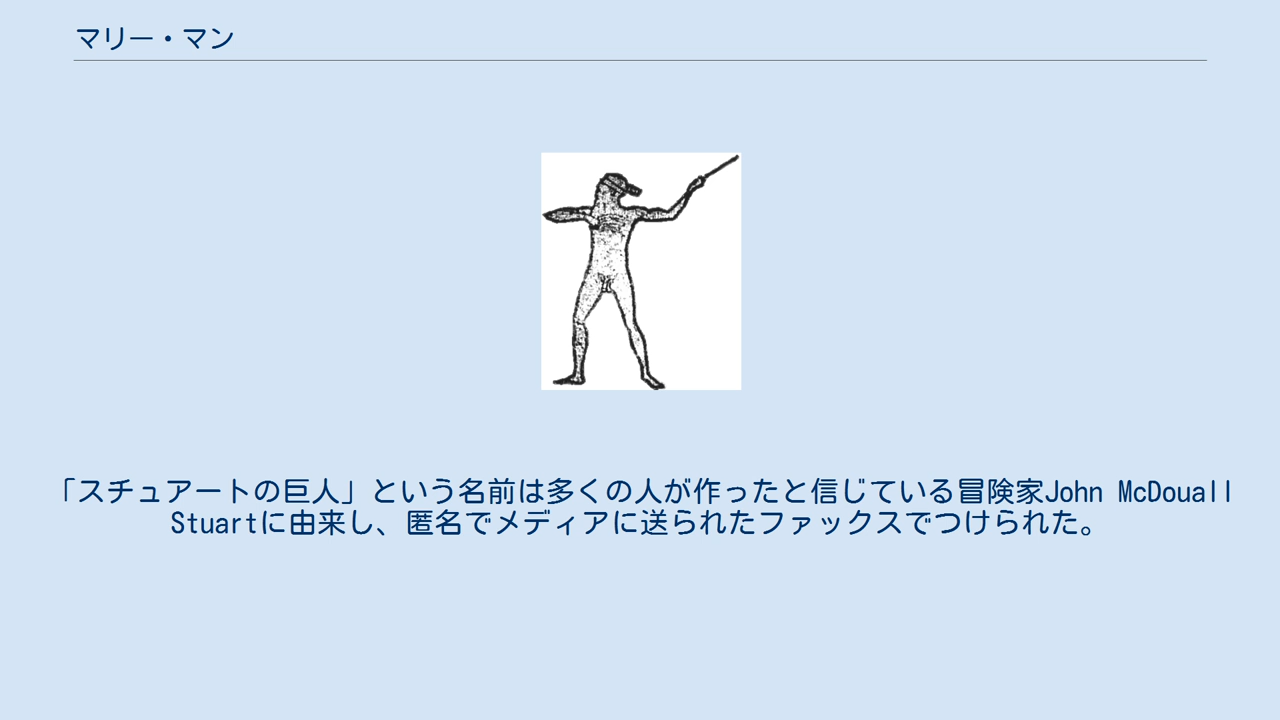 マリー・マン
「スチュアートの巨人」という名前は多くの人が作ったと信じている冒険家John McDouall
Stuartに由来し、匿名でメディアに送られたファックスでつけられた。